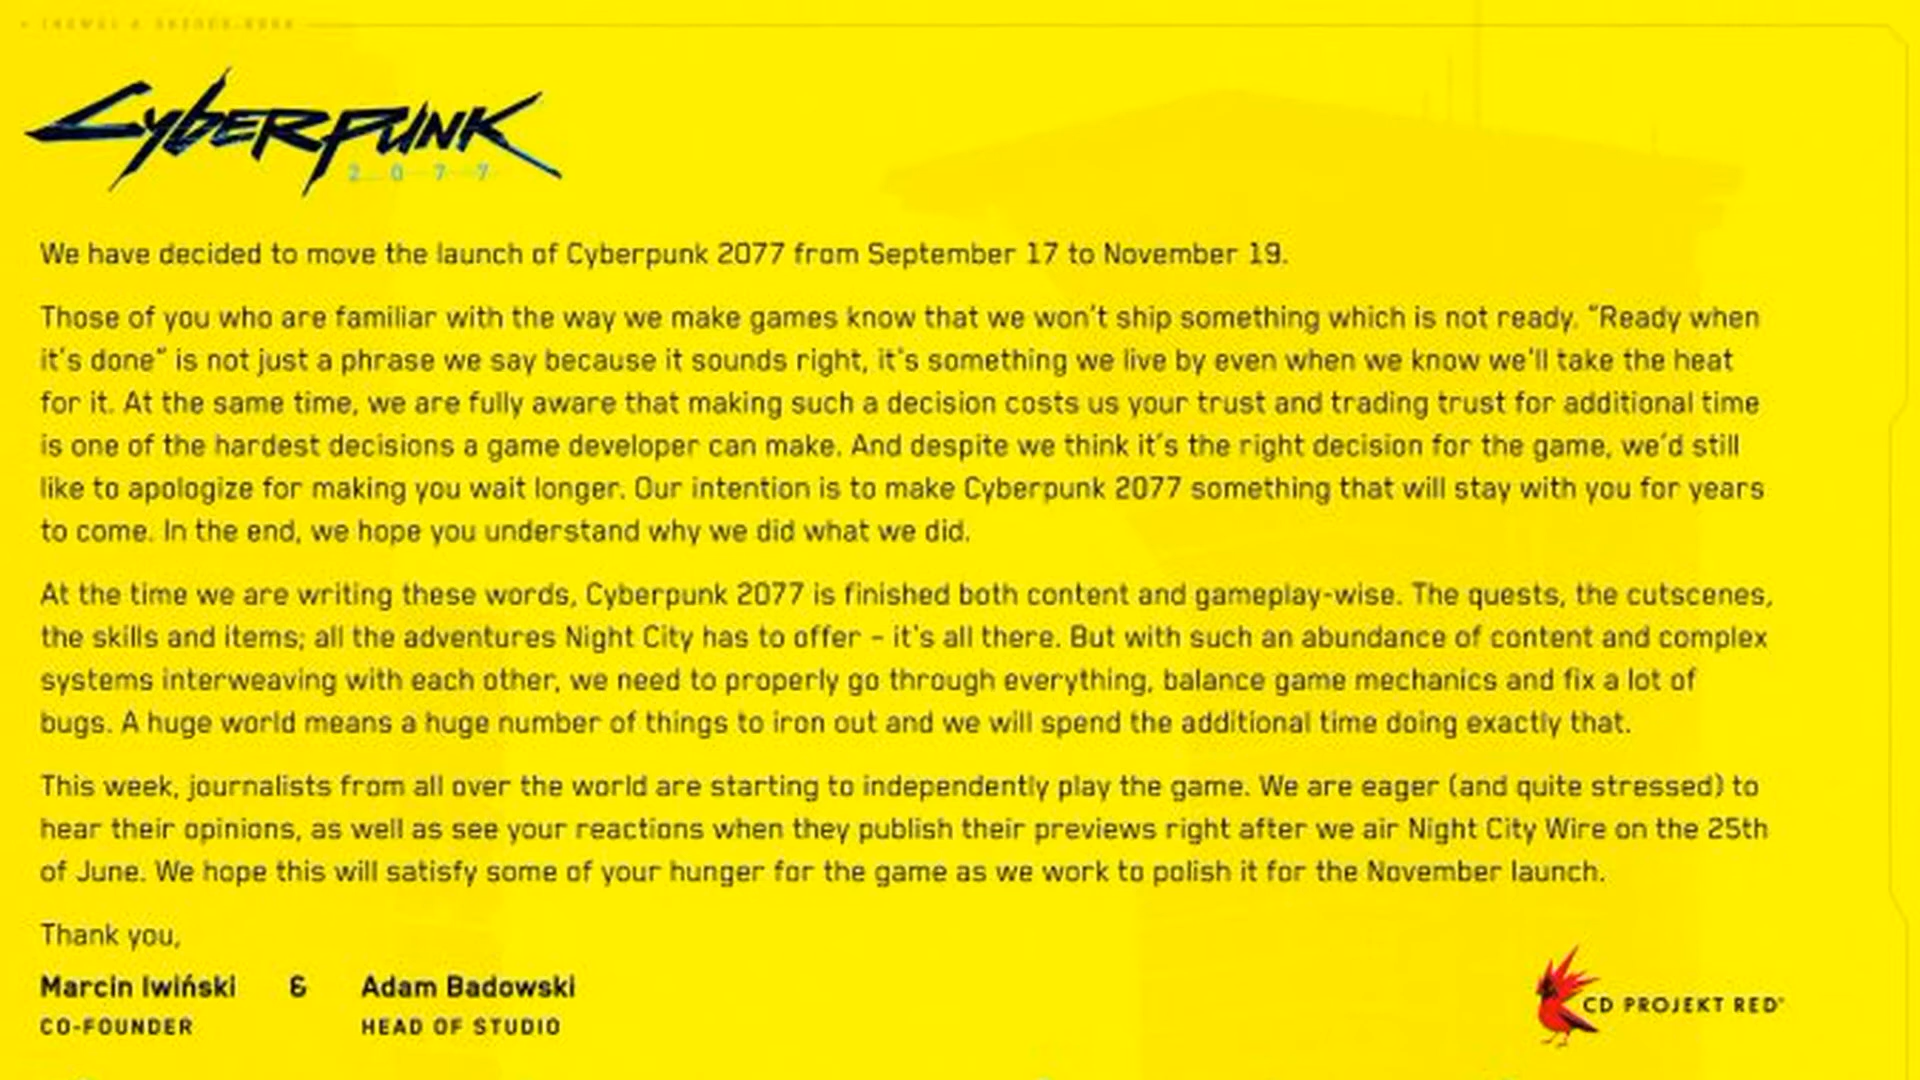 Cyberpunk
2077
We have decided to move the launch of Cyberpunk 2077 from September 17 to November 19.
Those of you who are familiar with the way we make games know that we won't ship something which is not ready. “Ready when
it's done” is not just a phrase we say because it sounds right, it's something we live by even when we know we'll take the heat
for it. At the same time, we are fully aware that making such a decision costs us your trust and trading trust for additional time
is one of the hardest decisions a game developer can make. And despite we think it's the right decision for the game, we'd still
like to apologize for making you wait longer. Our intention is to make Cyberpunk 2077 something that will stay with you for years
to come. In the end, we hope you understand why we did what we did.
At the time we are writing these words, Cyberpunk 2077 is finished both content and gameplay-wise. The quests, the cutscenes,
the skills and items; all the adventures Night City has to offer – it's all there. But with such an abundance of content and complex
systems interweaving with each other, we need to properly go through everything, balance game mechanics and fix a lot of
bugs. A huge world means a huge number of things to iron out and we will spend the additional time doing exactly that.
This week, journalists from all over the world are starting to independently play the game. We are eager (and quite stressed) to
hear their opinions, as well as see your reactions when they publish their previews right after we air Night City Wire on the 25th
of June. We hope this will satisfy some of your hunger for the game as we work to polish it for the November launch.
Thank you,
Marcin Iwiński & Adam Badowski
CO-FOUNDER HEAD OF STUDIO
CD PROJEKT RED